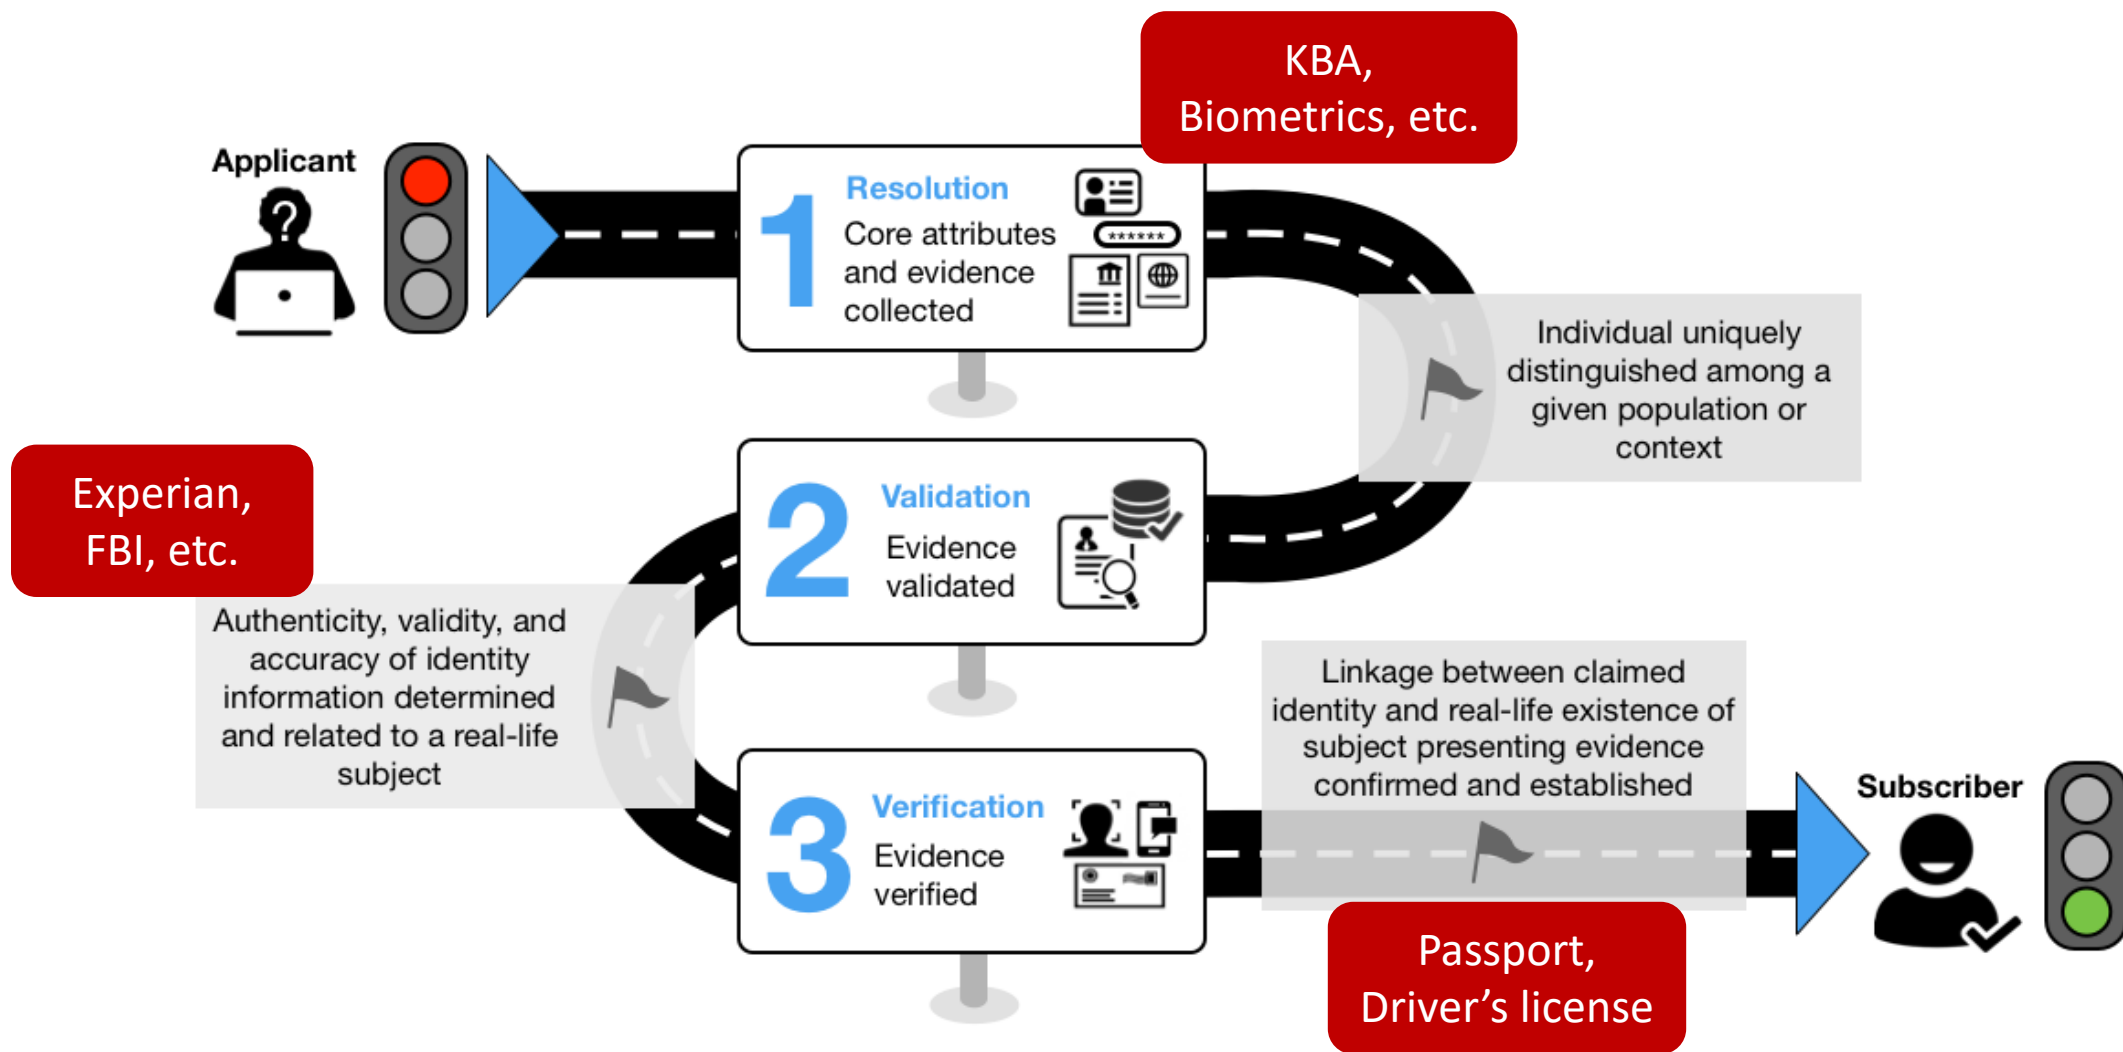 KBA,
Biometrics, etc.
Applicant
?
1
Resolution
Core attributes
and evidence
collected
******
Individual uniquely
distinguished among a
given population or
context
Experian,
FBI, etc.
2
Validation
Evidence
validated
Authenticity, validity, and
accuracy of identity
information determined
and related to a real-life
subject
Linkage between claimed
identity and real-life existence of
subject presenting evidence
confirmed and established
3
Verification
Evidence
verified
Subscriber
Passport,
Driver’s license